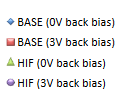 BASE (0V back bias)
BASE (3V back bias)
HIF (0V back bias)
HIF (3V back bias)